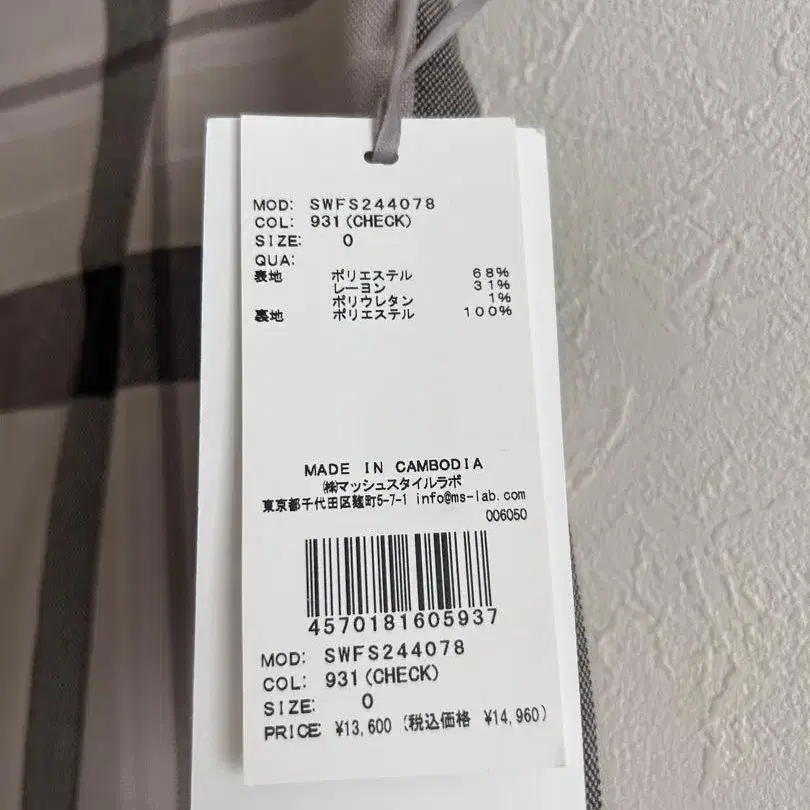 MOD: SWFS244078
COL: 931(CHECK)
SIZE: 0
QUA:
表地 ポリエステル 68%
レーヨン 31%
ポリウレタン 1%
裏地 ポリエステル 100%
MADE IN CAMBODIA
㈱マッシュスタイルラボ
東京都千代田区麹町5-7-1 info@ms-lab.com
006050
4570181605937
MOD: SWFS244078
COL: 931(CHECK)
SIZE: 0
PRICE: ¥13,600 (税込価格 ¥14,960)